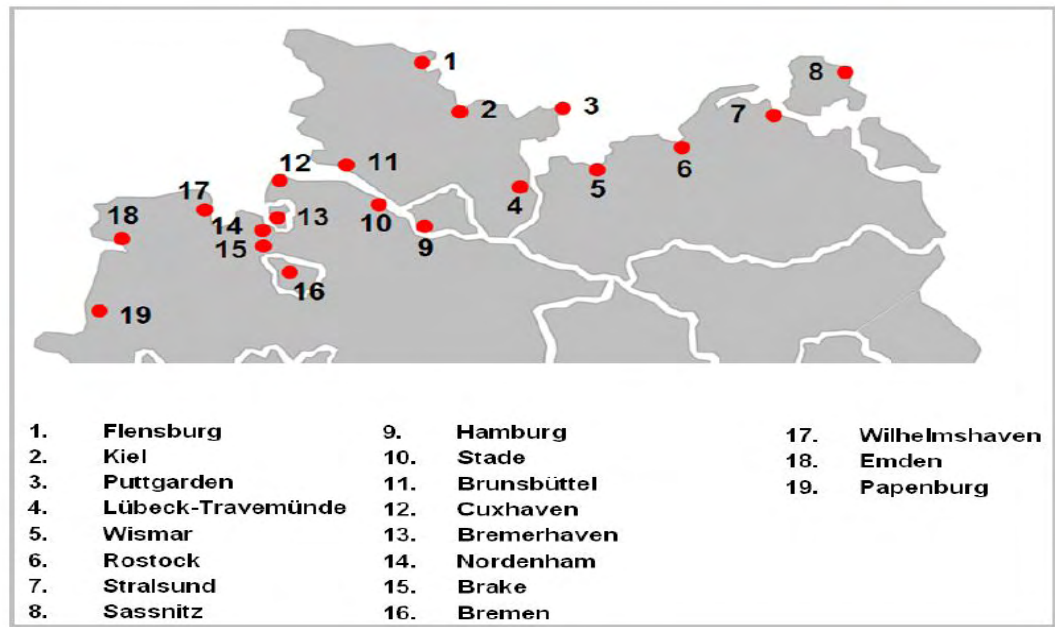 1
2
3
8
7
6
5
4
11
12
17
18
13
14
10
9
15
16
19
1. Flensburg
2. Kiel
3. Puttgarden
4. Lübeck-Travemünde
5. Wismar
6. Rostock
7. Stralsund
8. Sassnitz
9. Hamburg
10. Stade
11. Brunsbüttel
12. Cuxhaven
13. Bremerhaven
14. Nordenham
15. Brake
16. Bremen
17. Wilhelmshaven
18. Emden
19. Papenburg